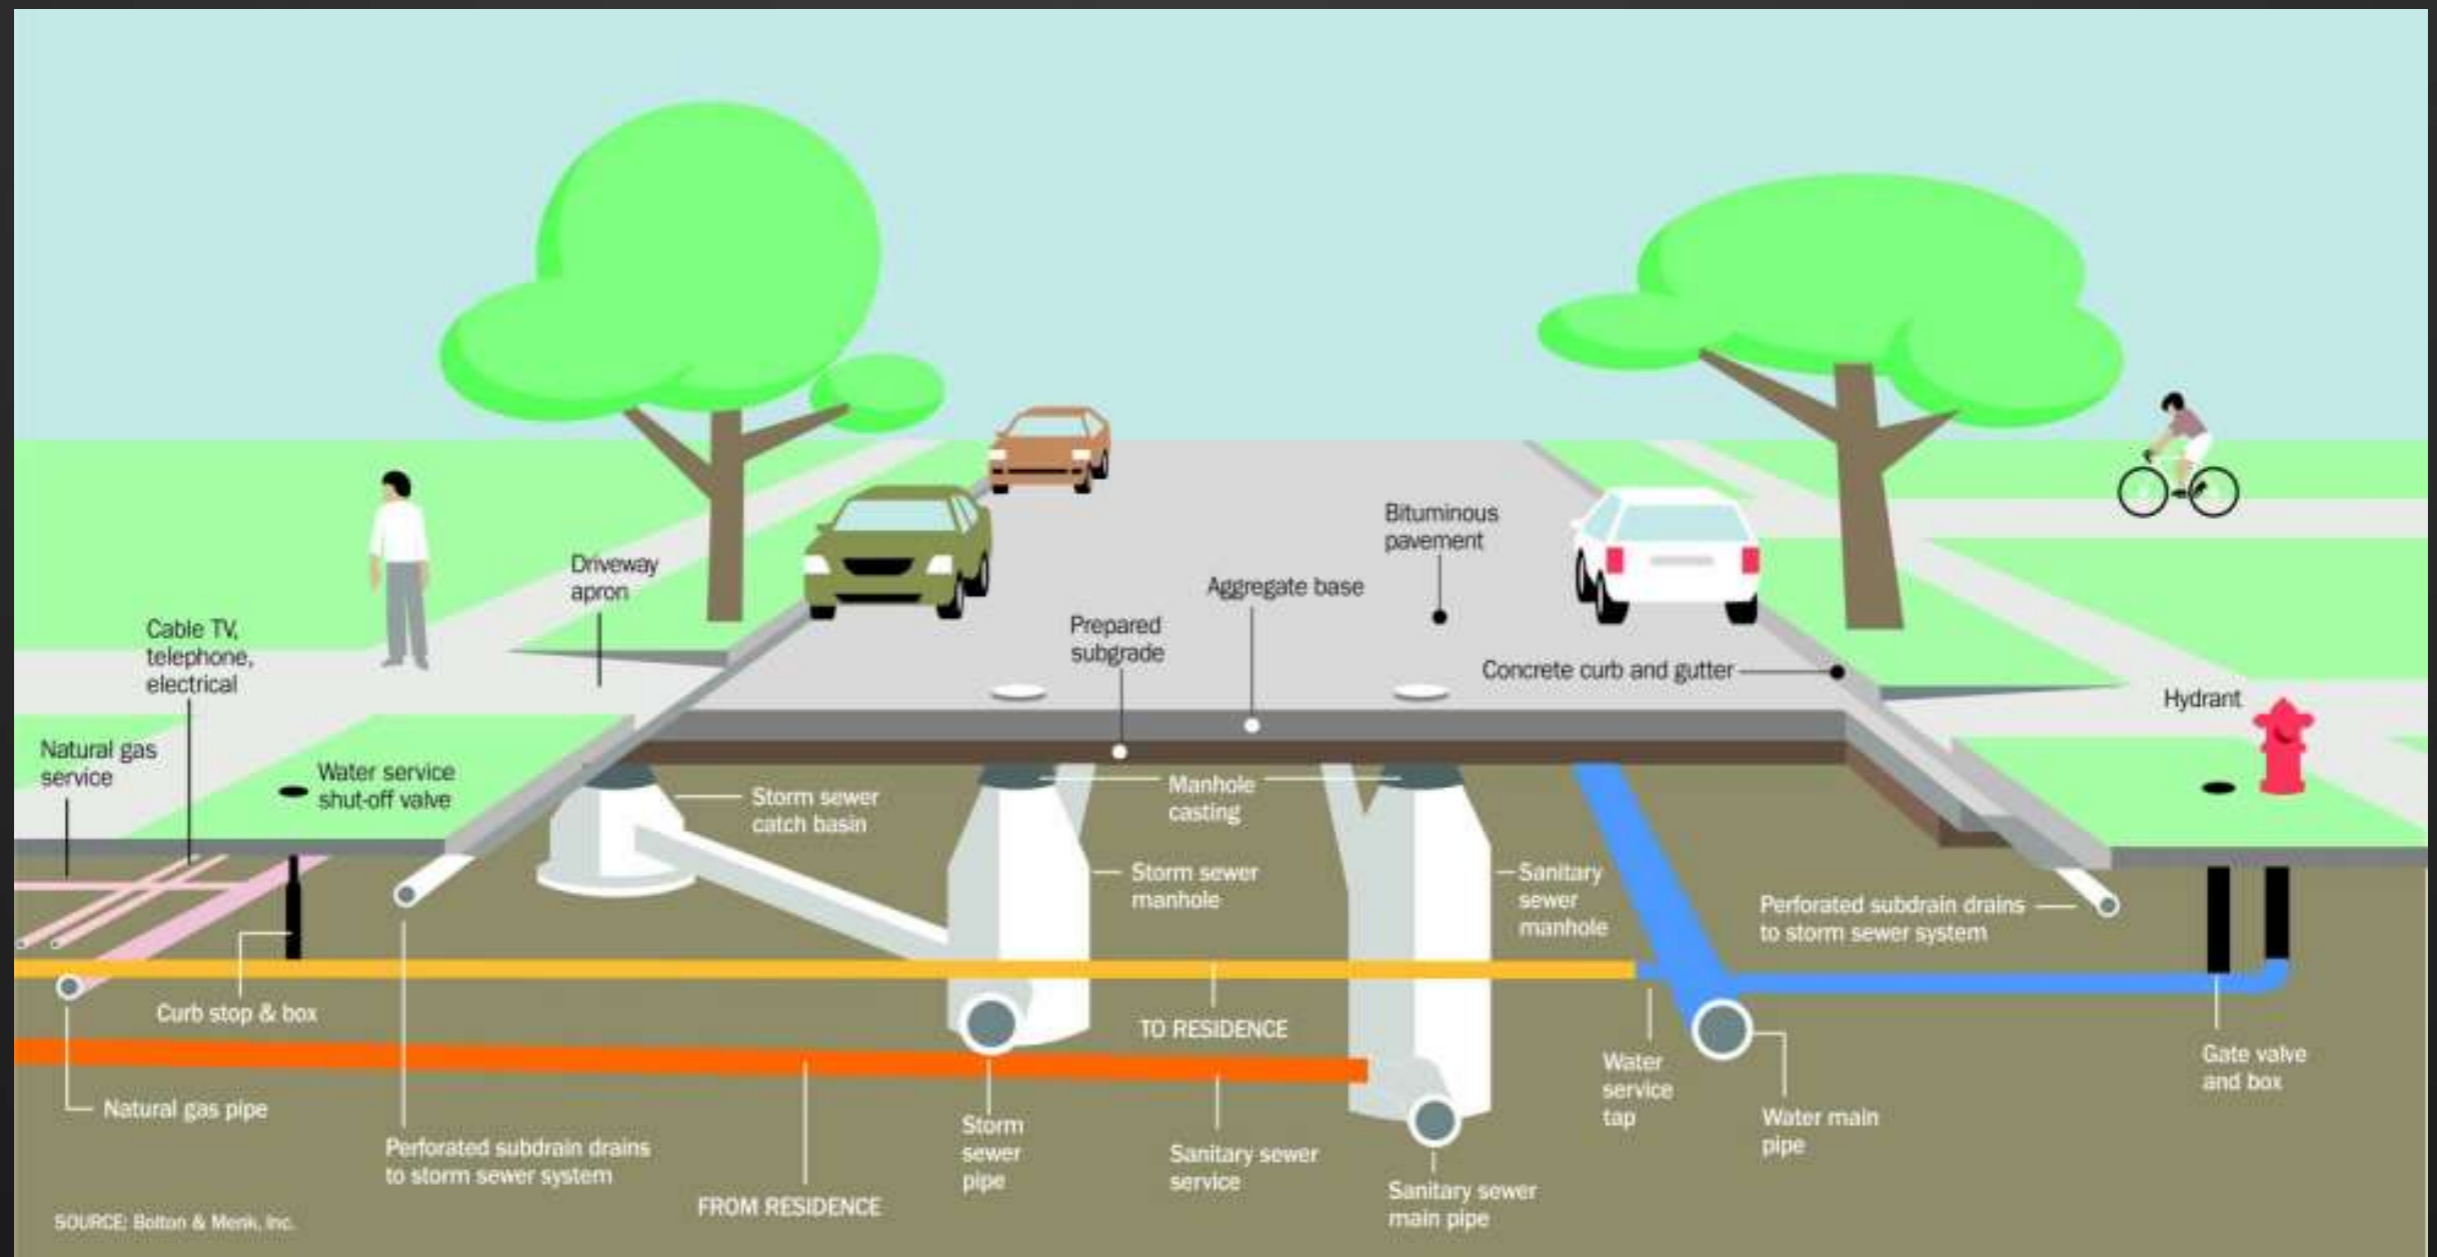 Bituminous
pavement
Driveway
apron
Aggregate base
Cable TV,
telephone,
electrical
Prepared
subgrade
Concrete curb and gutter
Hydrant
Natural gas
service
Water service
shut-off valve
Storm sewer
catch basin
Manhole
casting
Storm sewer
manhole
Sanitary
sewer
manhole
Perforated subdrain drains
to storm sewer system
Curb stop & box
TO RESIDENCE
Water
service
tap
Gate valve
and box
Natural gas pipe
Water main
pipe
Perforated subdrain drains
to storm sewer system
Storm
sewer
pipe
Sanitary sewer
service
FROM RESIDENCE
Sanitary sewer
main pipe
SOURCE: Bolton & Menk, Inc.